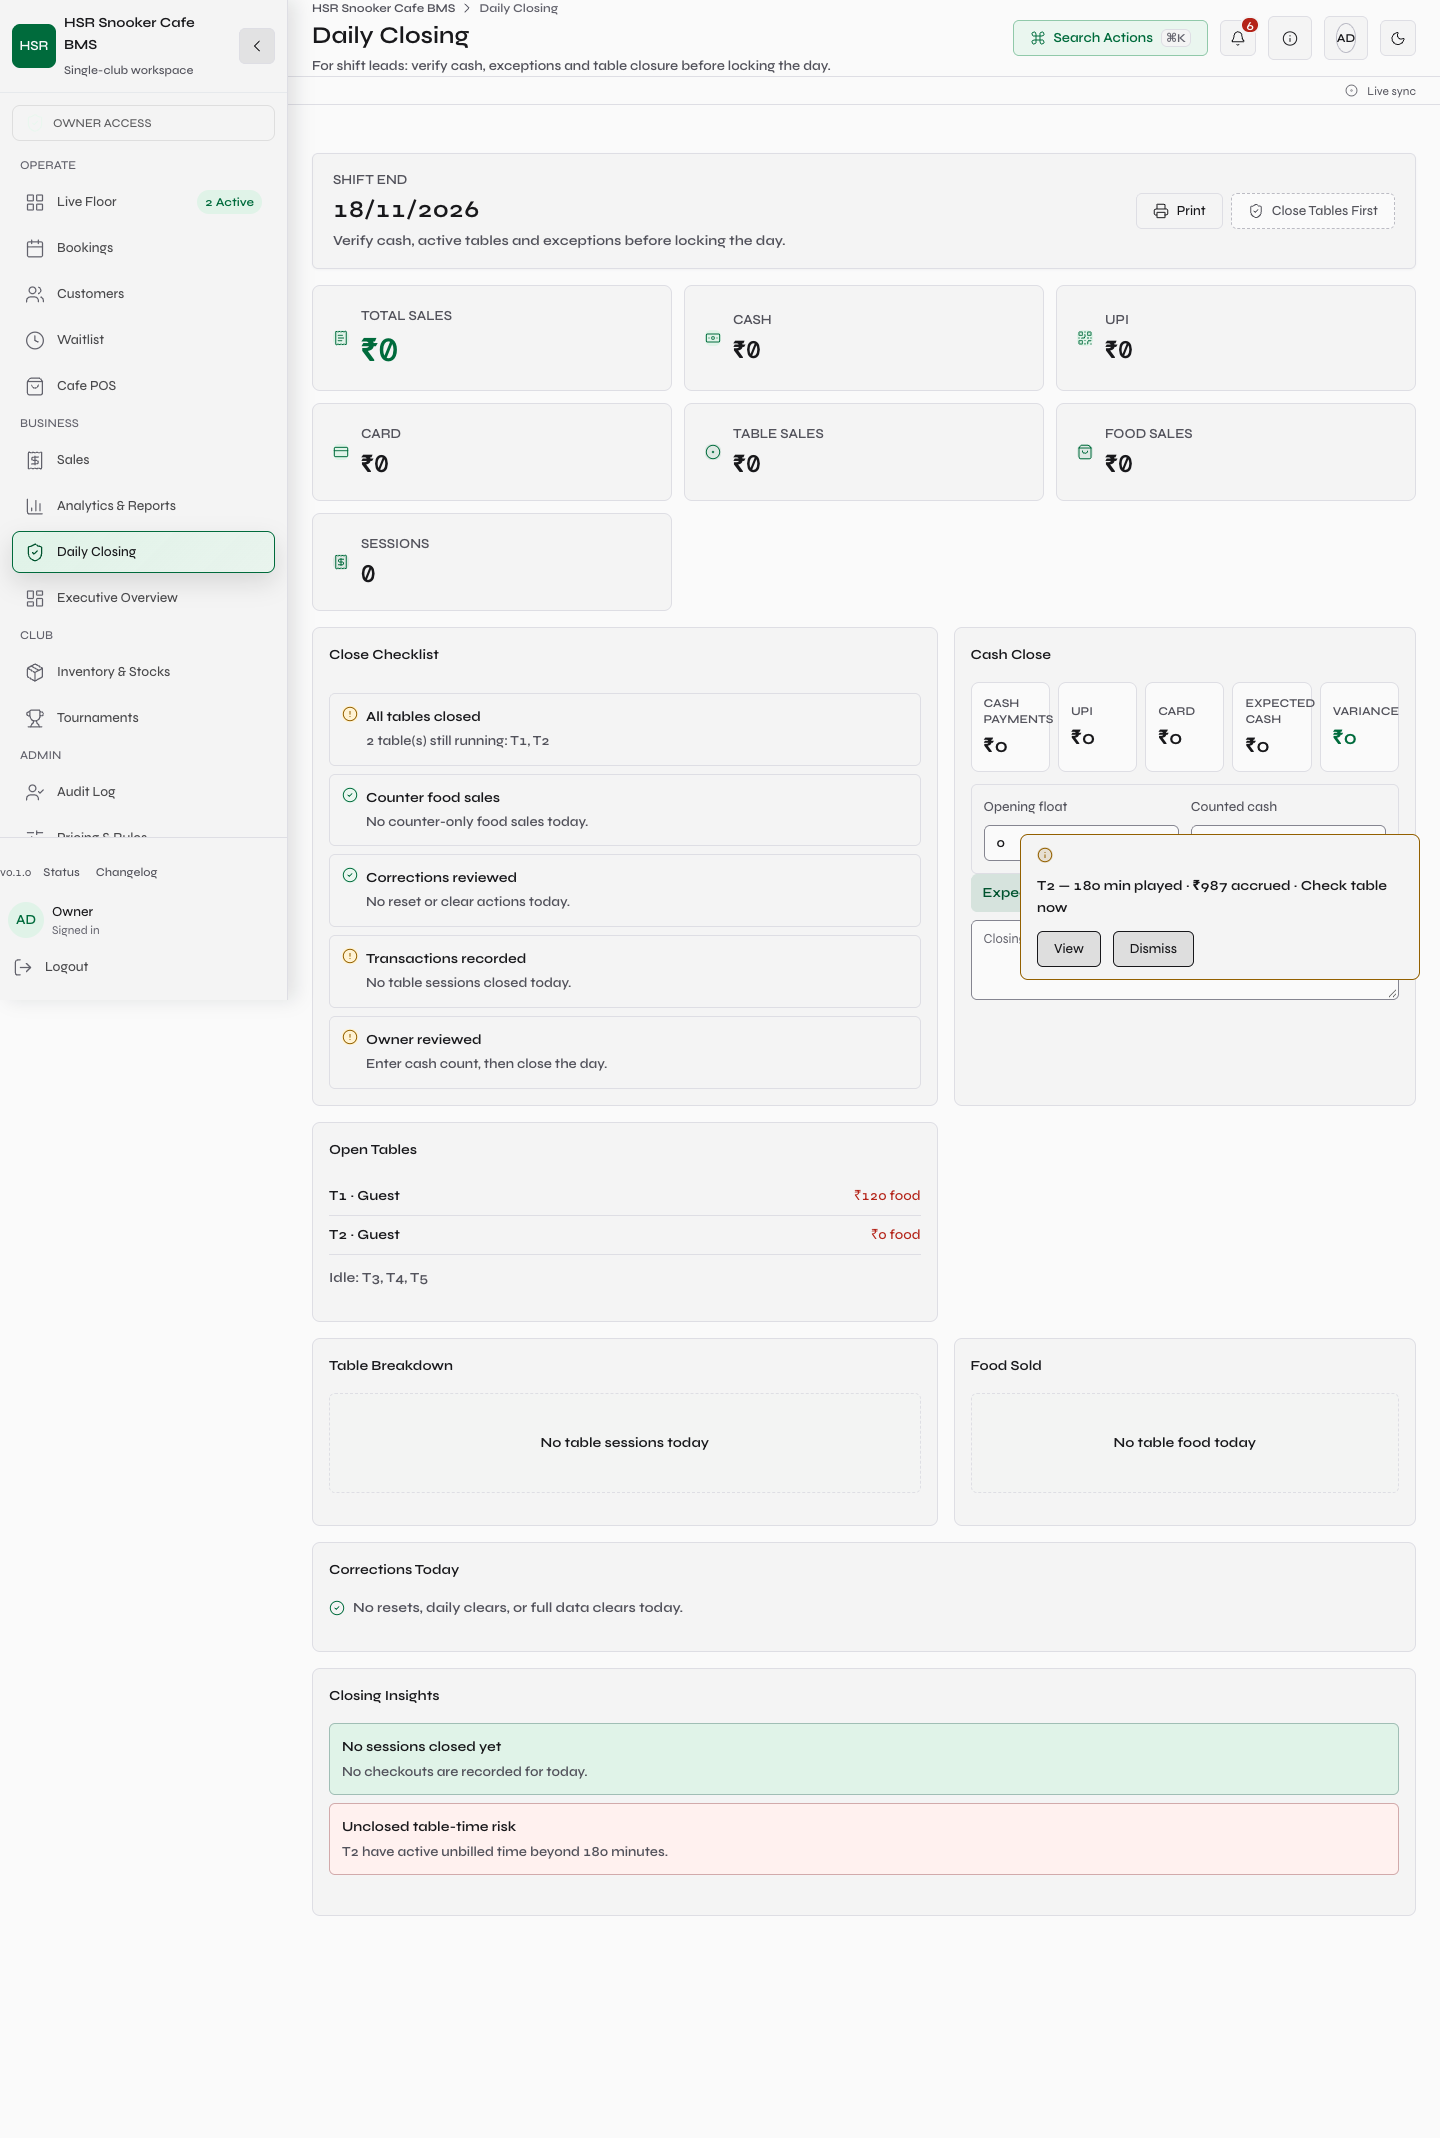 HSR
HSR Snooker Cafe
BMS
Single-club workspace
OWNER ACCESS
OPERATE
Live Floor
2 Active
Bookings
Customers
Waitlist
Cafe POS
BUSINESS
Sales
Analytics & Reports
Daily Closing
Executive Overview
CLUB
Inventory & Stocks
Tournaments
ADMIN
Audit Log
Pricing & Rules
v0.1.0 Status Changelog
AD
Owner
Signed in
Logout
HSR Snooker Cafe BMS > Daily Closing
Daily Closing
For shift leads: verify cash, exceptions and table closure before locking the day.
Search Actions ⌘K
6
AD
Live sync
SHIFT END
18/11/2026
Verify cash, active tables and exceptions before locking the day.
Print
Close Tables First
TOTAL SALES
₹0
CASH
₹0
UPI
₹0
CARD
₹0
TABLE SALES
₹0
FOOD SALES
₹0
SESSIONS
0
Close Checklist
All tables closed
2 table(s) still running: T1, T2
Counter food sales
No counter-only food sales today.
Corrections reviewed
No reset or clear actions today.
Transactions recorded
No table sessions closed today.
Owner reviewed
Enter cash count, then close the day.
Cash Close
CASH
PAYMENTS
₹0
UPI
₹0
CARD
₹0
EXPECTED
CASH
₹0
VARIANCE
₹0
Opening float
0
Counted cash
T2 — 180 min played · ₹987 accrued · Check table
now
View
Dismiss
Open Tables
T1 · Guest
₹120 food
T2 · Guest
₹0 food
Idle: T3, T4, T5
Table Breakdown
No table sessions today
Food Sold
No table food today
Corrections Today
No resets, daily clears, or full data clears today.
Closing Insights
No sessions closed yet
No checkouts are recorded for today.
Unclosed table-time risk
T2 have active unbilled time beyond 180 minutes.